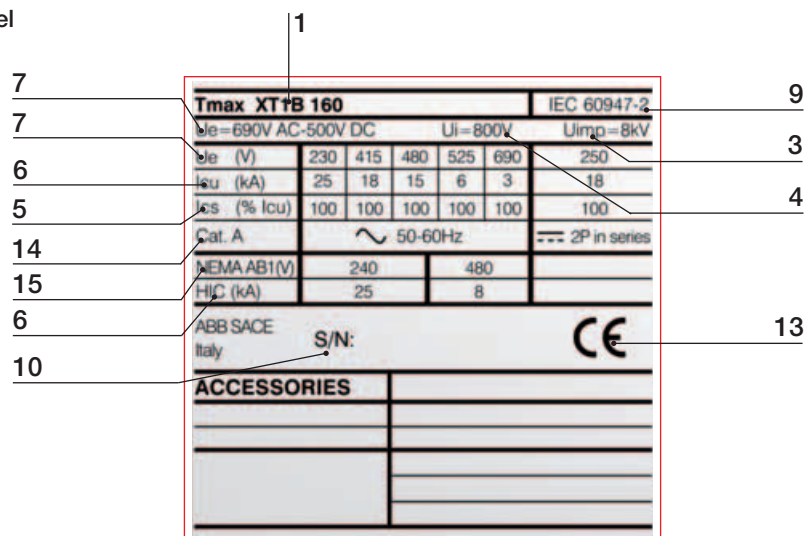 el
1
7
Tmax XT1B 160 IEC 60947-2
9
7
Ue=690V AC-500V DC Ui=800V Uimp=8kV
3
Ue (V) 230 415 480 525 690 250
6
Icu (kA) 25 18 15 6 3 18
4
5
Ics (% Icu) 100 100 100 100 100 100
14
Cat. A 50-60Hz 2P in series
15
NEMA AB1(V) 240 480
6
HIC (kA) 25 8
ABB SACE
Italy
S/N:
CE
13
10
ACCESSORIES